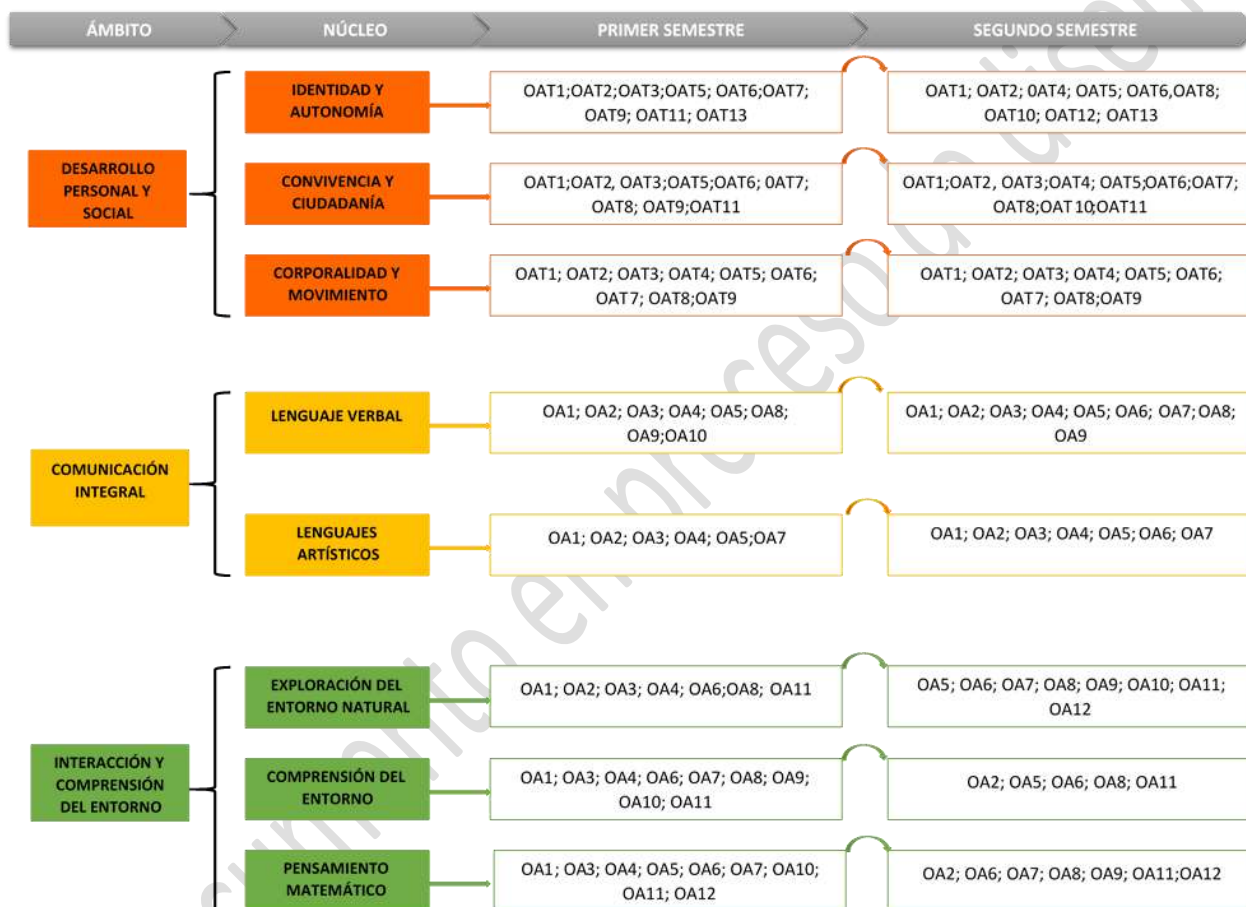 ÁMBITO
NÚCLEO
PRIMER SEMESTRE
SEGUNDO SEMESTRE
DESARROLLO
PERSONAL Y
SOCIAL
IDENTIDAD Y
AUTONOMÍA
OAT1;OAT2;OAT3;OAT5; OAT6;OAT7;
OAT9; OAT11; OAT13
OAT1; OAT2; 0AT4; OAT5; OAT6,OAT8;
OAT10; OAT12; OAT13
CONVIVENCIA Y
CIUDADANÍA
OAT1;OAT2, OAT3;OAT5;OAT6; 0AT7;
OAT8; OAT9;OAT11
OAT1;OAT2, OAT3;OAT4; OAT5;OAT6;OAT7;
OAT8;OAT10;OAT11
CORPORALIDAD Y
MOVIMIENTO
OAT1; OAT2; OAT3; OAT4; OAT5; OAT6;
OAT7; OAT8;OAT9
OAT1; OAT2; OAT3; OAT4; OAT5; OAT6;
OAT7; OAT8;OAT9
COMUNICACIÓN
INTEGRAL
LENGUAJE VERBAL
OA1; OA2; OA3; OA4; OA5; OA8;
OA9;OA10
OA1; OA2; OA3; OA4; OA5; OA6; OA7; OA8;
OA9
LENGUAJES
ARTÍSTICOS
OA1; OA2; OA3; OA4; OA5;OA7
OA1; OA2; OA3; OA4; OA5; OA6; OA7
INTERACCIÓN Y
COMPRENSIÓN
DEL ENTORNO
EXPLORACIÓN DEL
ENTORNO NATURAL
OA1; OA2; OA3; OA4; OA6;OA8; OA11
OA5; OA6; OA7; OA8; OA9; OA10; OA11;
OA12
COMPRENSIÓN DEL
ENTORNO
OA1; OA3; OA4; OA6; OA7; OA8; OA9;
OA10; OA11
OA2; OA5; OA6; OA8; OA11
PENSAMIENTO
MATEMÁTICO
OA1; OA3; OA4; OA5; OA6; OA7; OA10;
OA11; OA12
OA2; OA6; OA7; OA8; OA9; OA11;OA12
en proceso d